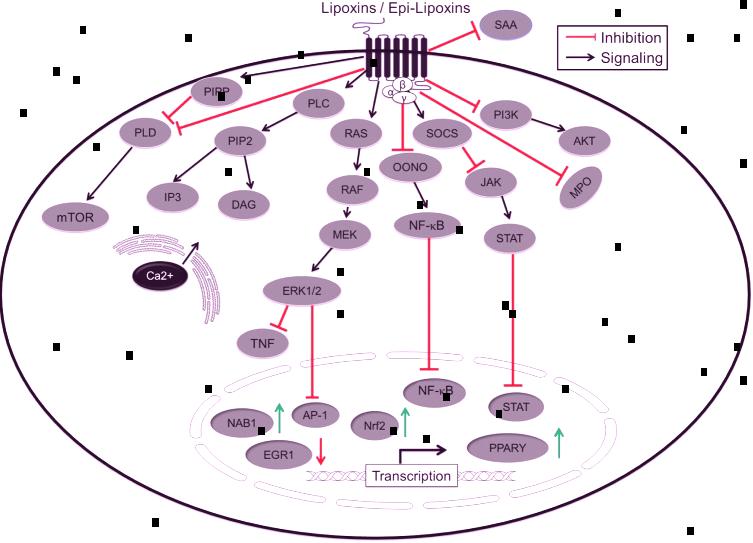 Lipoxins / Epi-Lipoxins
SAA
Inhibition
Signaling
PIPP
PLC
β
α
γ
PI3K
PLD
PIP2
RAS
SOCS
AKT
OONO
IP3
DAG
RAF
JAK
MPO
mTOR
MEK
NF-κB
STAT
Ca2+
ERK1/2
TNF
NF-κB
NAB1
AP-1
Nrf2
STAT
EGR1
PPARY
Transcription